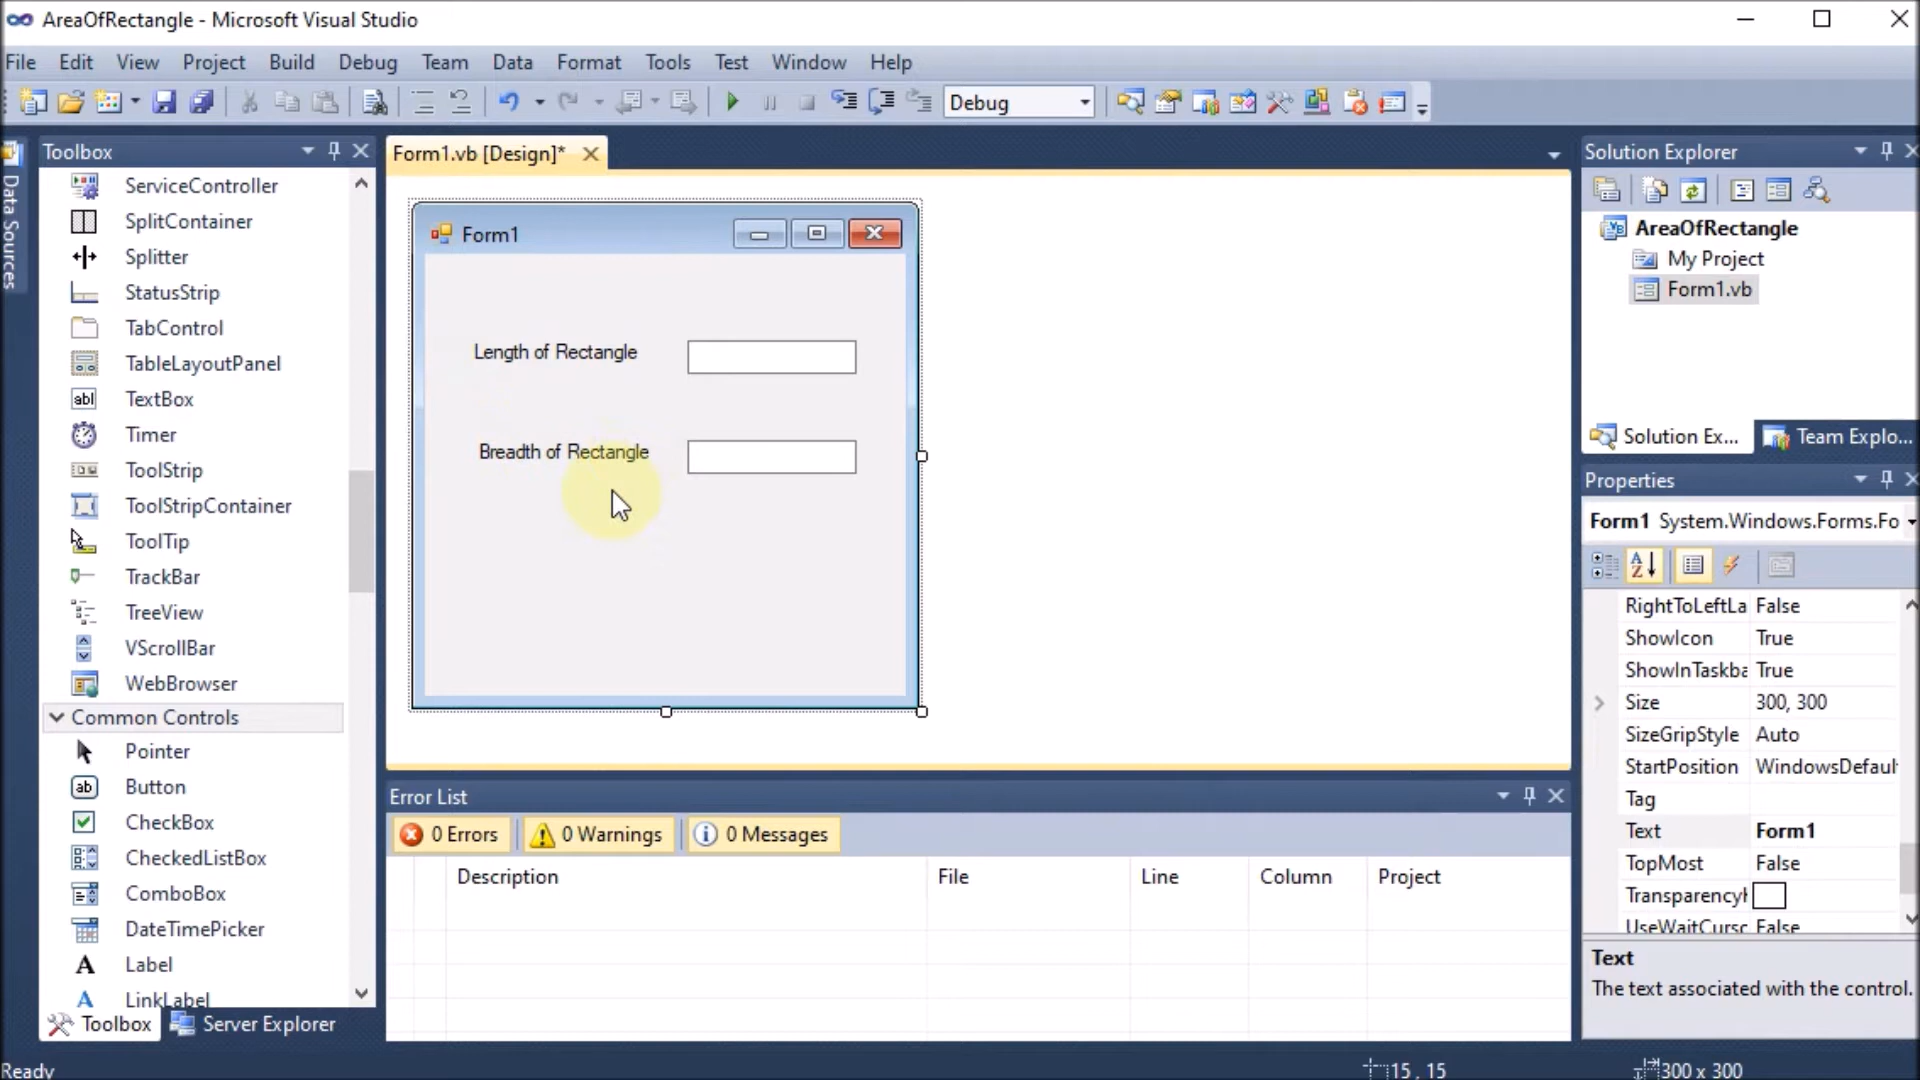 AreaOfRectangle - Microsoft Visual Studio
File Edit View Project Build Debug Team Data Format Tools Test Window Help
Debug
Data Sources
Toolbox
ServiceController
SplitContainer
Splitter
StatusStrip
TabControl
TableLayoutPanel
TextBox
Timer
ToolStrip
ToolStripContainer
ToolTip
TrackBar
TreeView
VScrollBar
WebBrowser
Common Controls
Pointer
Button
CheckBox
CheckedListBox
ComboBox
DateTimePicker
Label
LinkLabel
Toolbox Server Explorer
Form1.vb [Design]*
Form1
Length of Rectangle
Breadth of Rectangle
Error List
0 Errors 0 Warnings 0 Messages
Description File Line Column Project
Solution Explorer
AreaOfRectangle
My Project
Form1.vb
Solution Ex... Team Explo...
Properties
Form1 System.Windows.Forms.Fo
RightToLeftLa False
ShowIcon True
ShowInTaskba True
Size 300, 300
SizeGripStyle Auto
StartPosition WindowsDefaul
Tag
Text Form1
TopMost False
Transparencyk
UseWaitCurso False
Text
The text associated with the control.
Ready 15 , 15 300 x 300